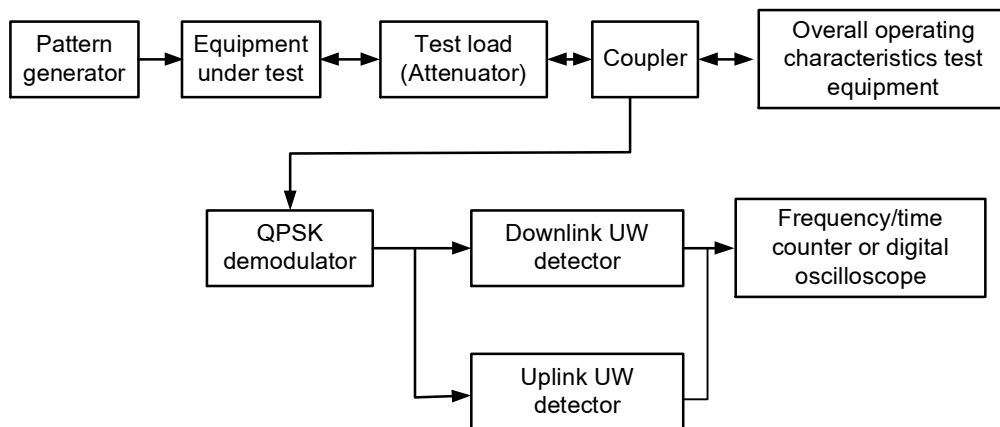 Pattern
generator
Equipment
under test
Test load
(Attenuator)
Coupler
Overall operating
characteristics test
equipment
QPSK
demodulator
Downlink UW
detector
Frequency/time
counter or digital
oscilloscope
Uplink UW
detector